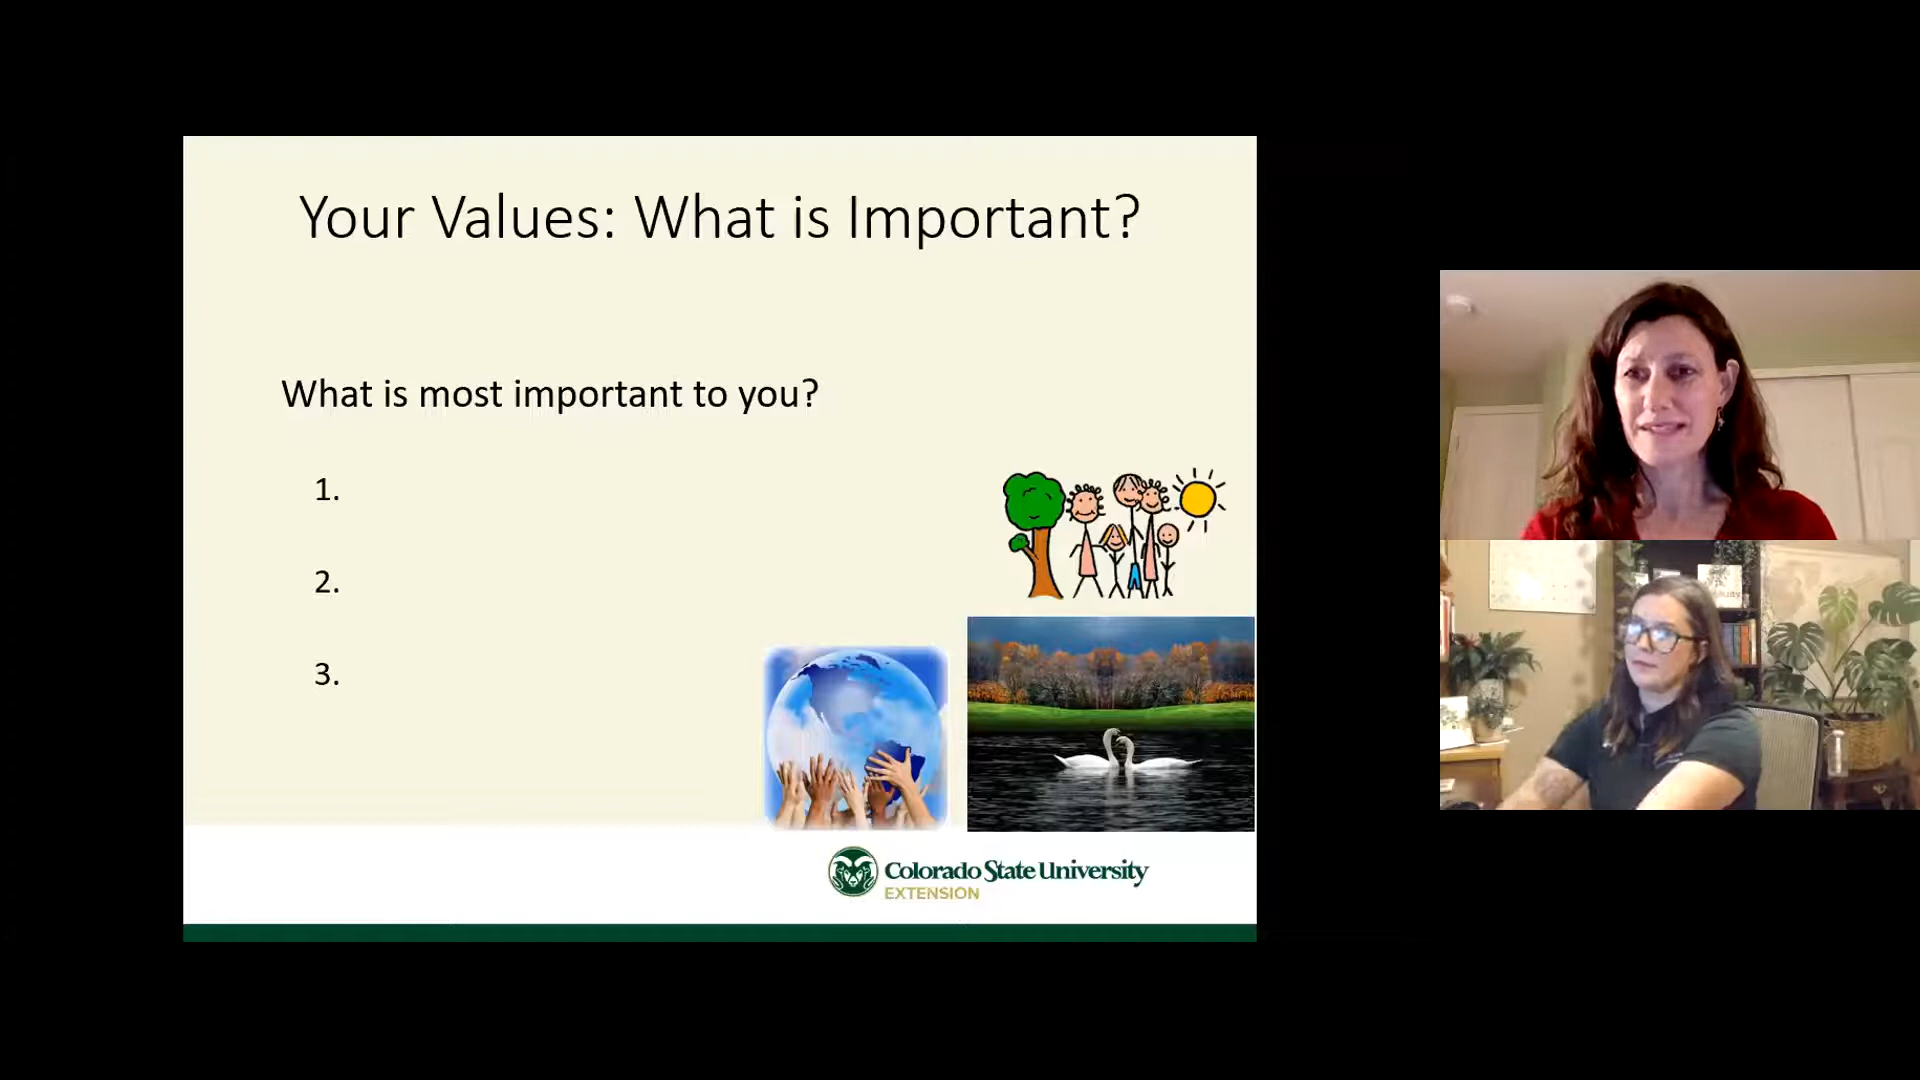 Your Values: What is Important?
What is most important to you?
1.
2.
3.
Colorado State University
EXTENSION